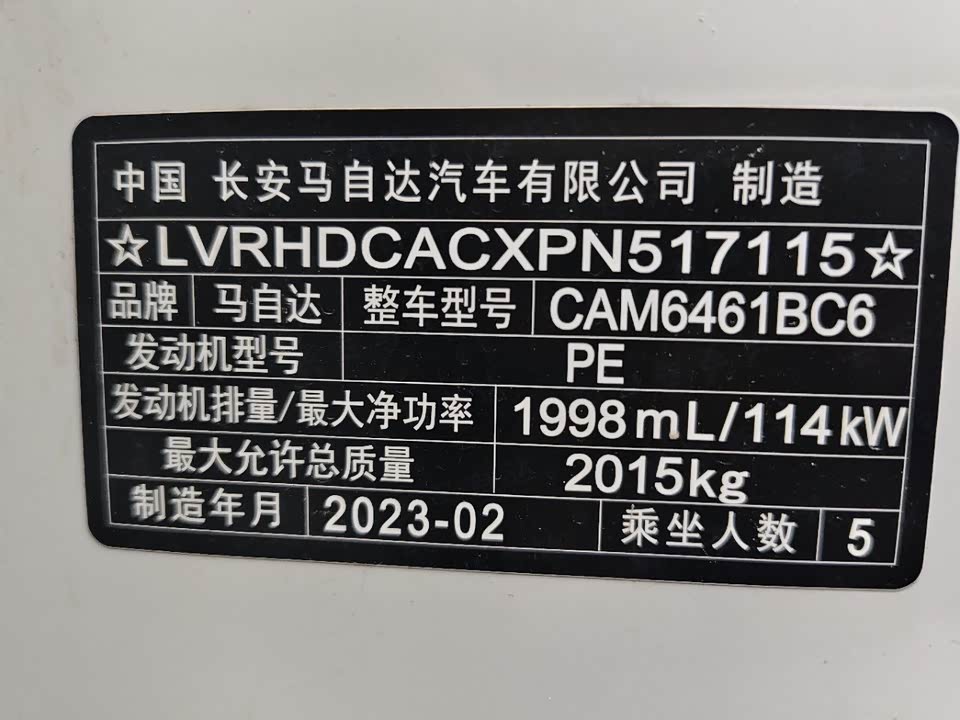 中国 长安马自达汽车有限公司 制造
☆LVRHDCACXPN517115☆
品牌 马自达 整车型号 CAM6461BC6
发动机型号 PE
发动机排量/最大净功率 1998mL/114kW
最大允许总质量 2015kg
制造年月 2023-02 乘坐人数 5